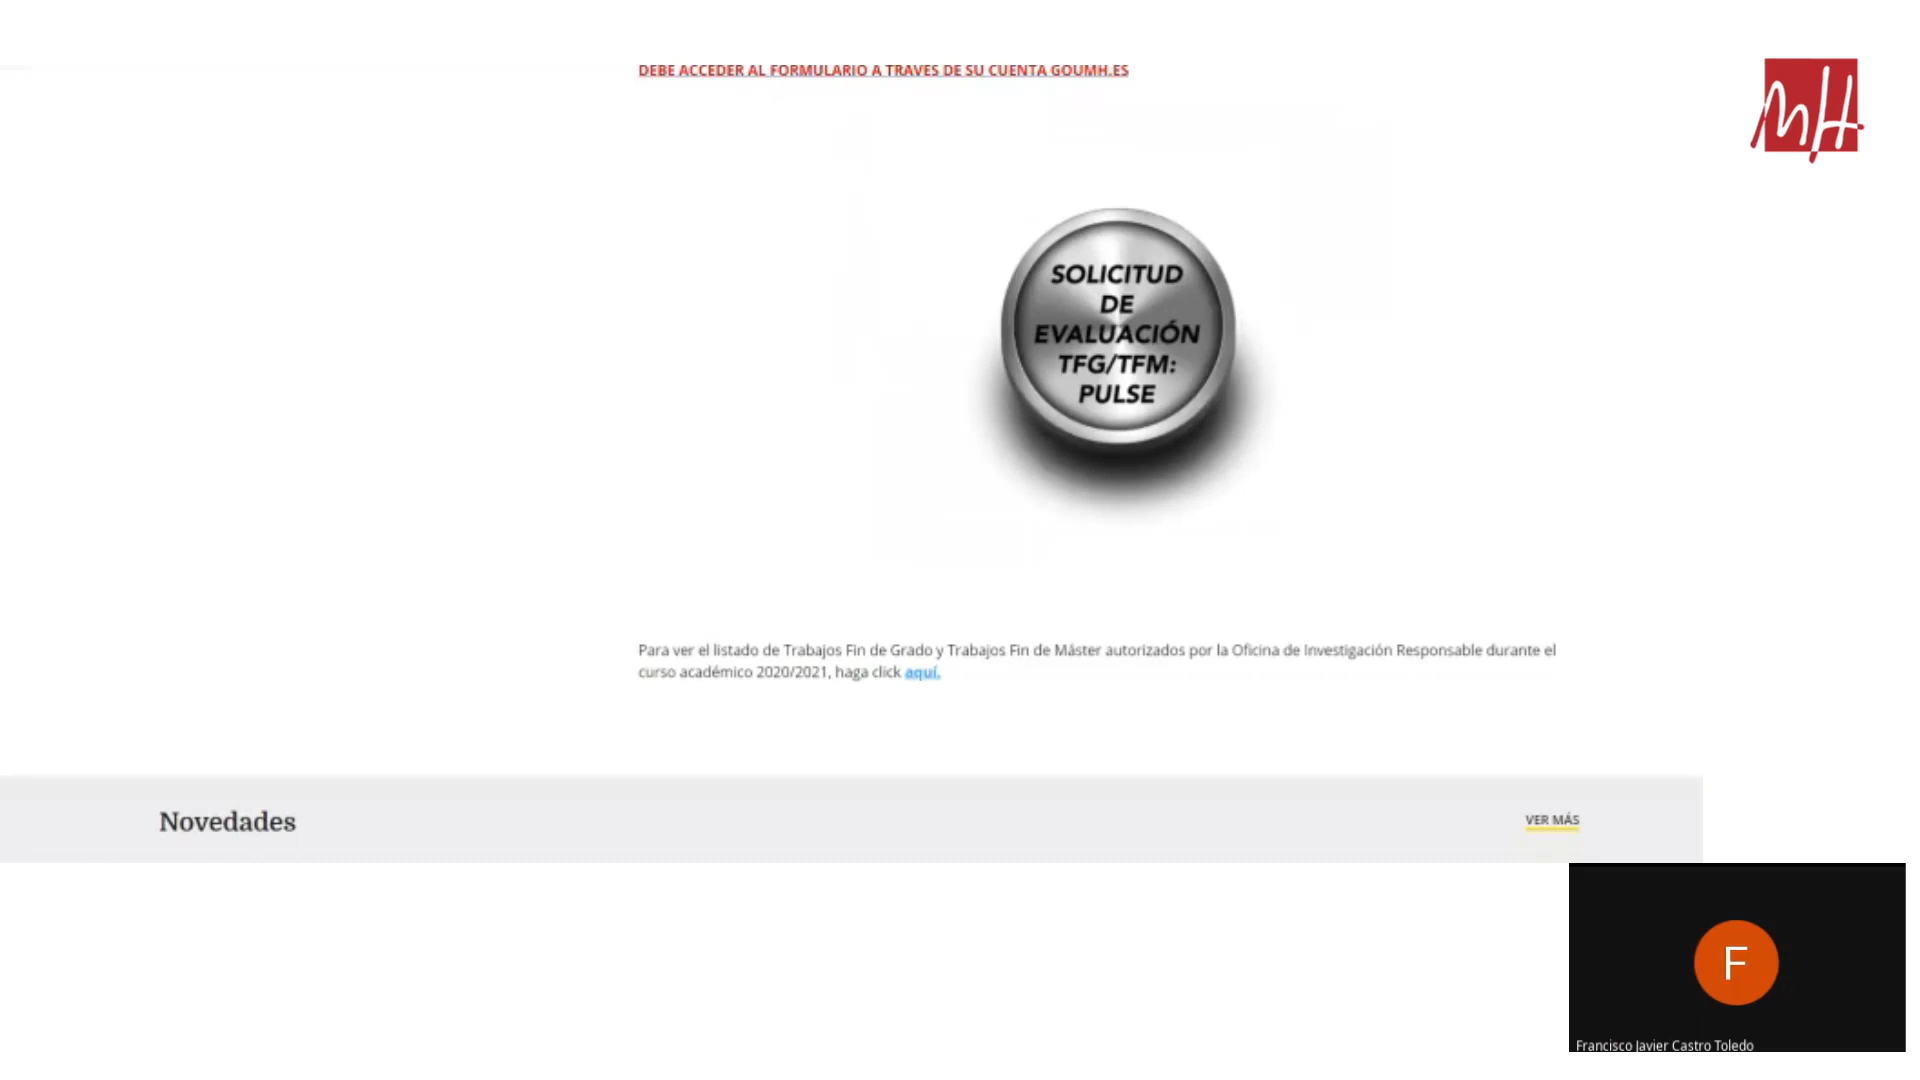 DEBE ACCEDER AL FORMULARIO A TRAVES DE SU CUENTA GOUMH.ES
MH
SOLICITUD
DE
EVALUACIÓN
TFG/TFM:
PULSE
Para ver el listado de Trabajos Fin de Grado y Trabajos Fin de Máster autorizados por la Oficina de Investigación Responsable durante el
curso académico 2020/2021, haga click aquí.
Novedades
VER MÁS
F
Francisco Javier Castro Toledo